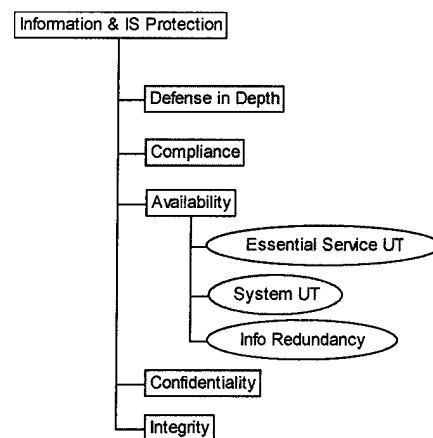 Information & IS Protection
Defense in Depth
Compliance
Availability
Essential Service UT
System UT
Info Redundancy
Confidentiality
Integrity